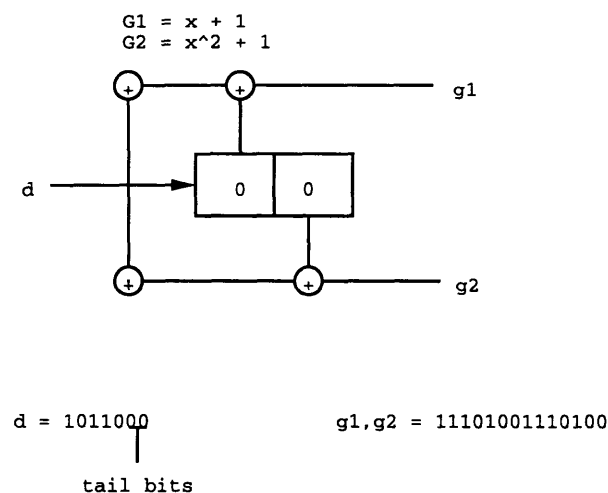 G1 = x + 1
G2 = x^2 + 1
+ + g1
d 0 0
+ + g2
d = 1011000 g1,g2 = 11101001110100
tail bits